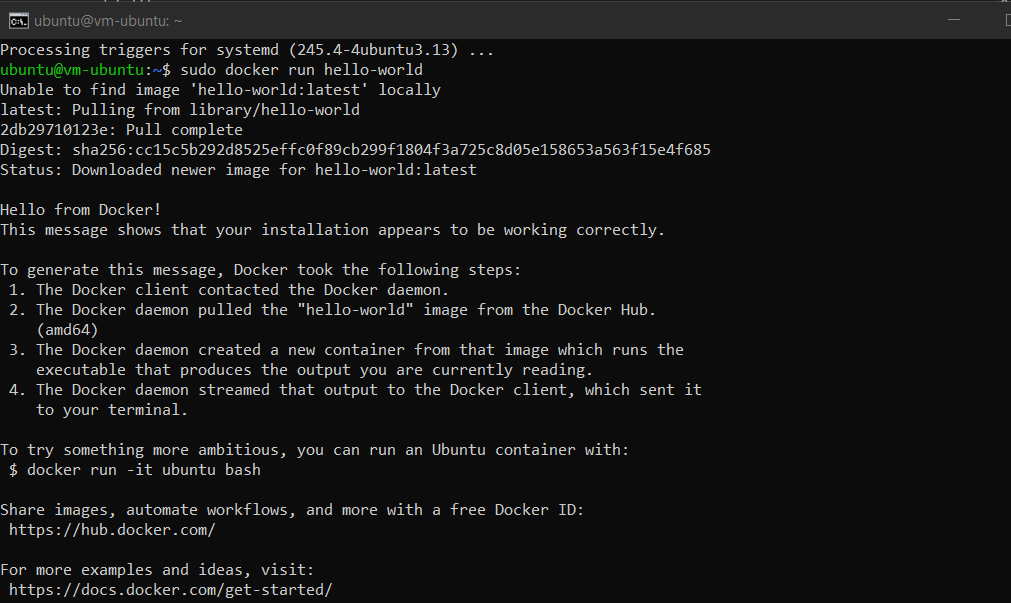 ubuntu@vm-ubuntu: ~
Processing triggers for systemd (245.4-4ubuntu3.13) ...
ubuntu@vm-ubuntu:~$ sudo docker run hello-world
Unable to find image 'hello-world:latest' locally
latest: Pulling from library/hello-world
2db29710123e: Pull complete
Digest: sha256:cc15c5b292d8525effc0f89cb299f1804f3a725c8d05e158653a563f15e4f685
Status: Downloaded newer image for hello-world:latest

Hello from Docker!
This message shows that your installation appears to be working correctly.

To generate this message, Docker took the following steps:
 1. The Docker client contacted the Docker daemon.
 2. The Docker daemon pulled the "hello-world" image from the Docker Hub.
    (amd64)
 3. The Docker daemon created a new container from that image which runs the
    executable that produces the output you are currently reading.
 4. The Docker daemon streamed that output to the Docker client, which sent it
    to your terminal.

To try something more ambitious, you can run an Ubuntu container with:
 $ docker run -it ubuntu bash

Share images, automate workflows, and more with a free Docker ID:
 https://hub.docker.com/

For more examples and ideas, visit:
 https://docs.docker.com/get-started/